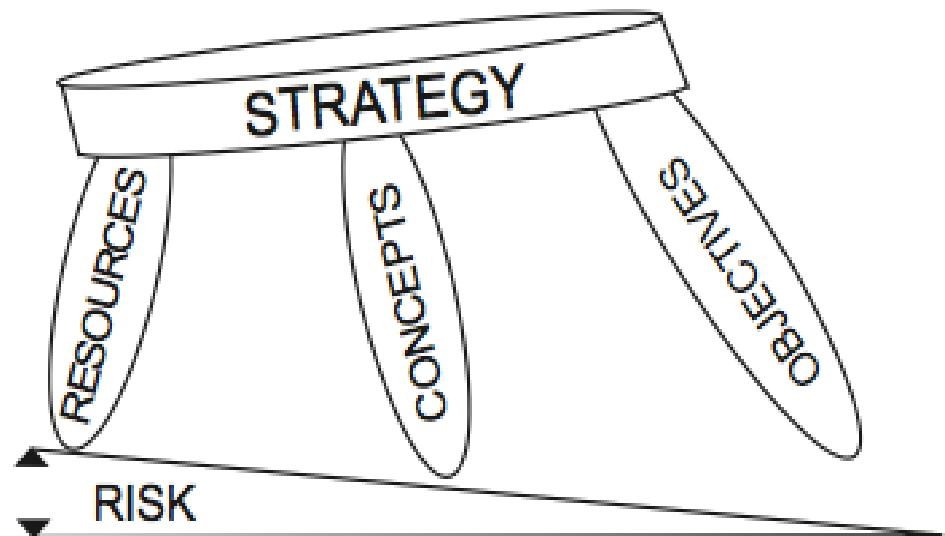 STRATEGY
RESOURCES
CONCEPTS
OBJECTIVES
RISK